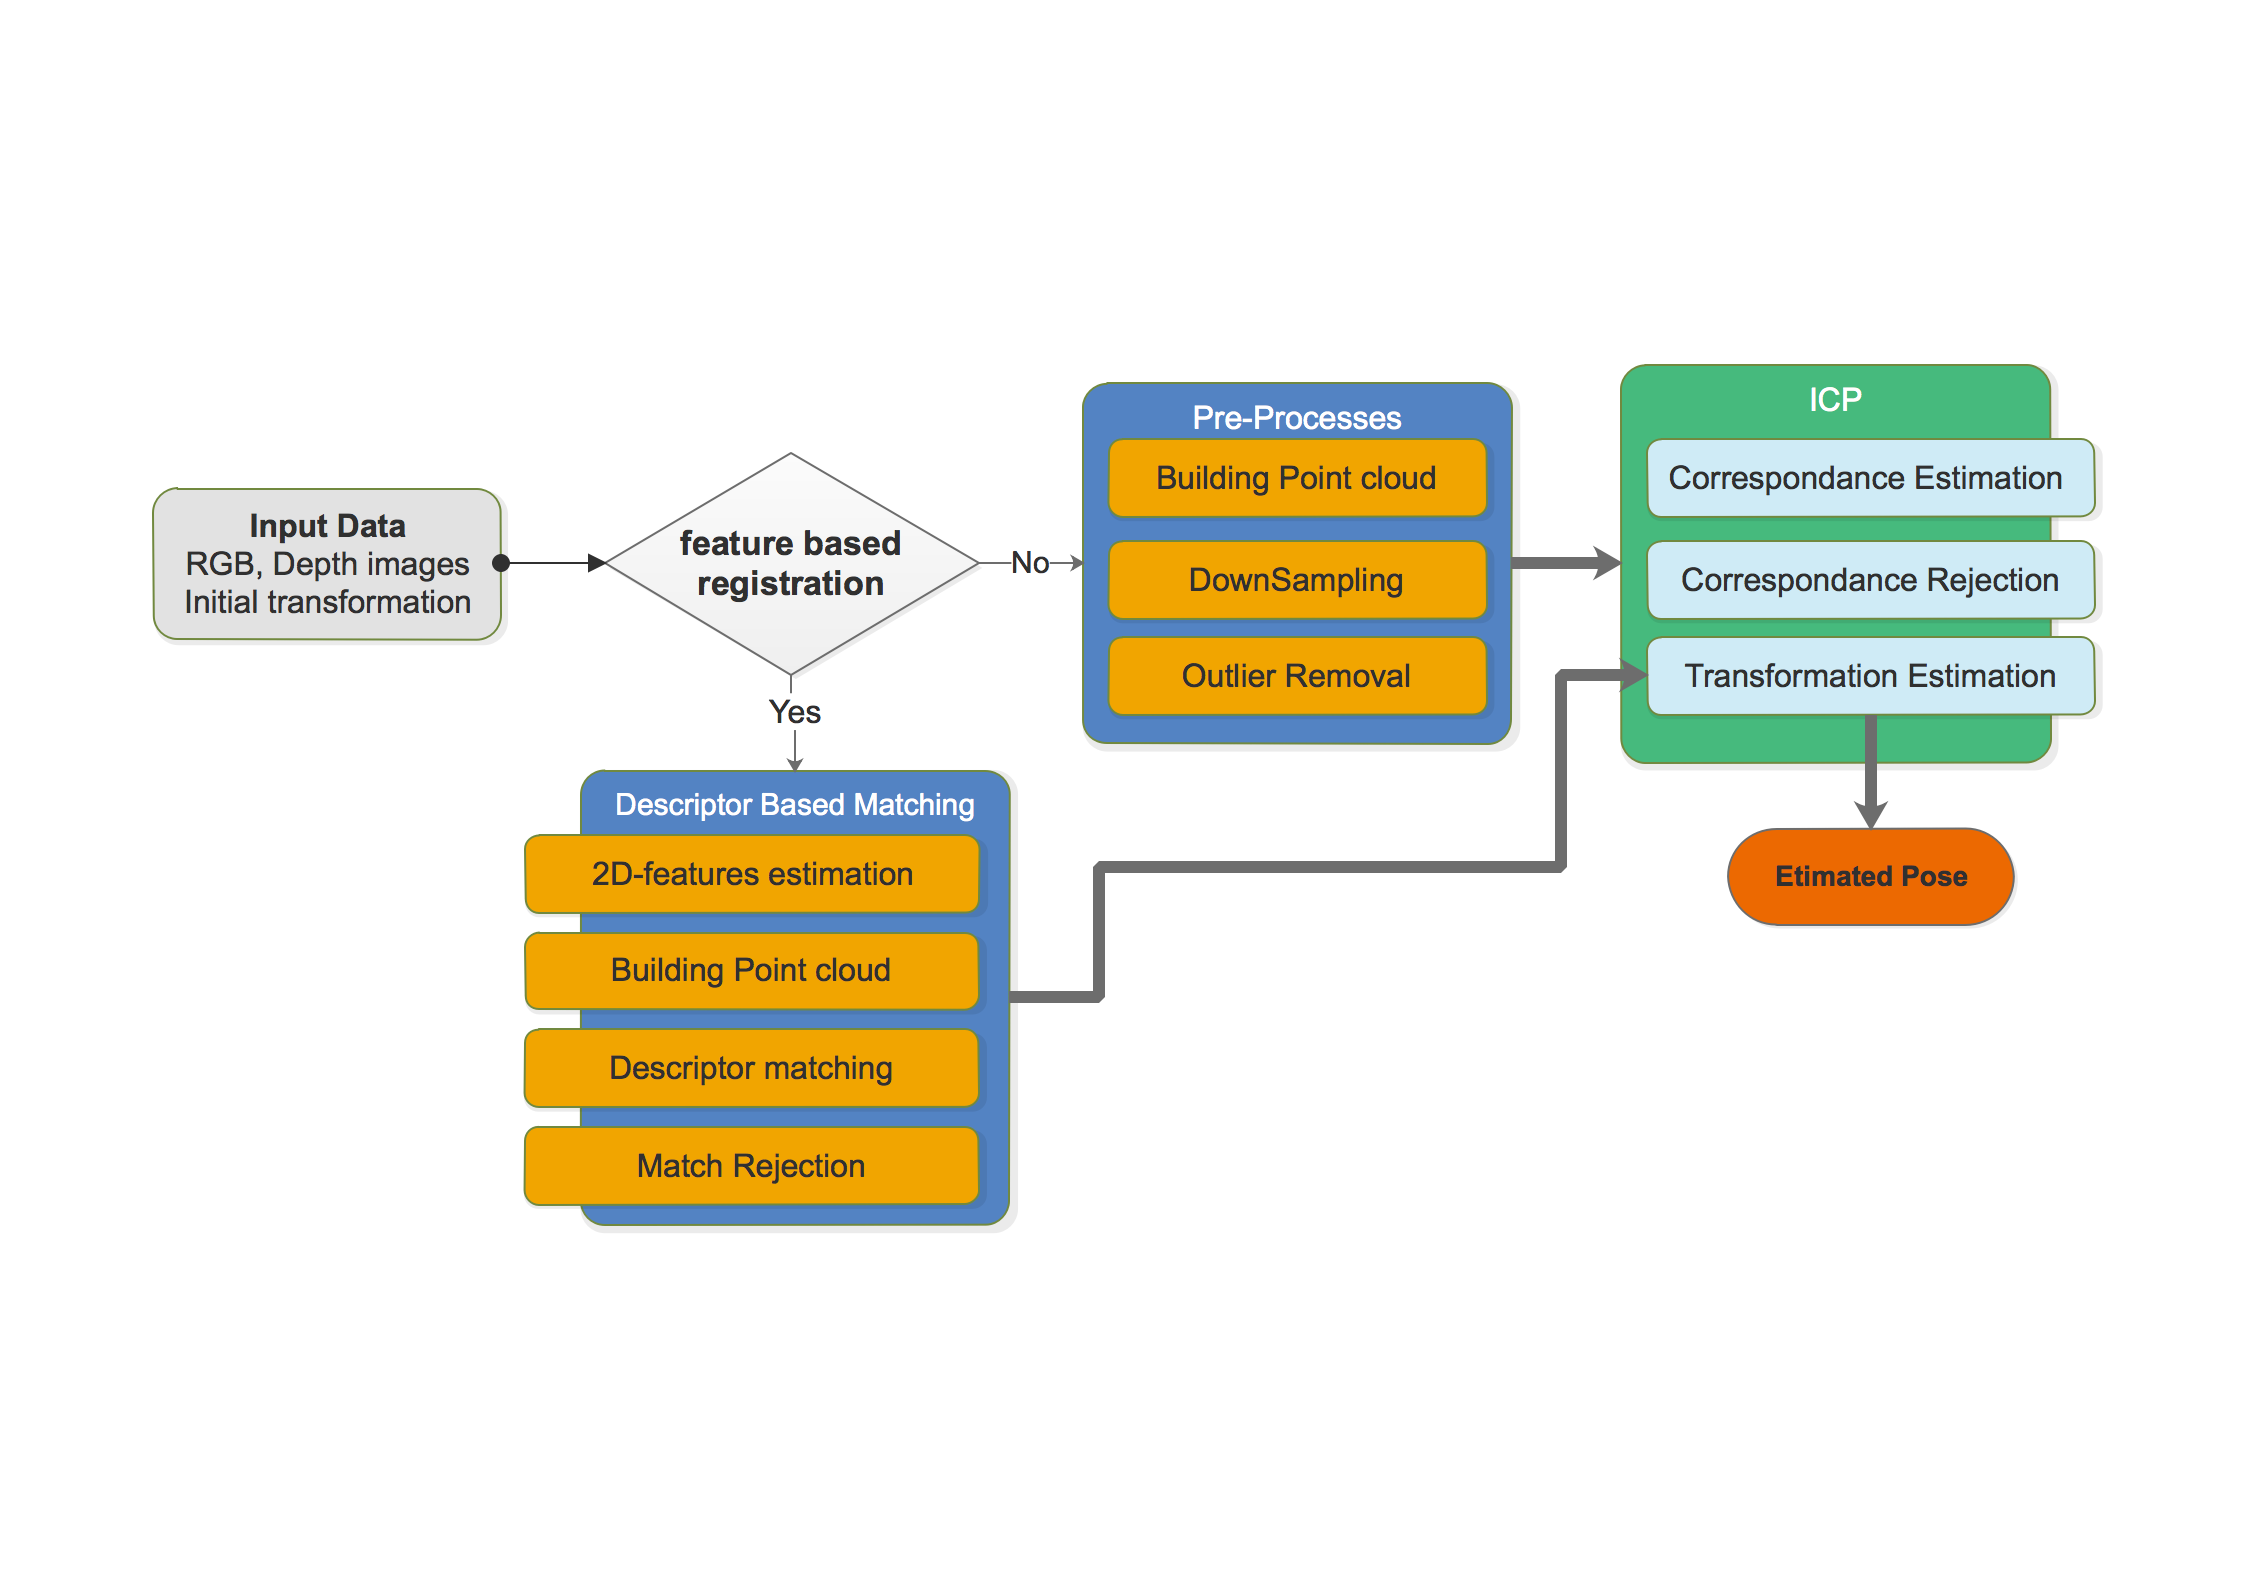 Input Data
RGB, Depth images
Initial transformation
feature based
registration
No
Yes
Pre-Processes
Building Point cloud
DownSampling
Outlier Removal
ICP
Correspondance Estimation
Correspondance Rejection
Transformation Estimation
Etimated Pose
Descriptor Based Matching
2D-features estimation
Building Point cloud
Descriptor matching
Match Rejection